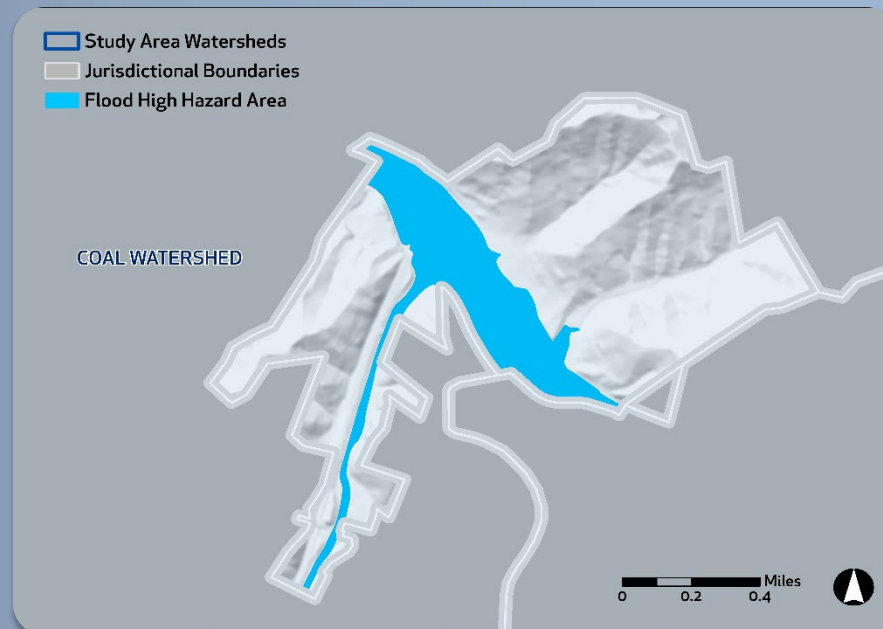 Study Area Watersheds
Jurisdictional Boundaries
Flood High Hazard Area
COAL WATERSHED
Miles
0 0.2 0.4